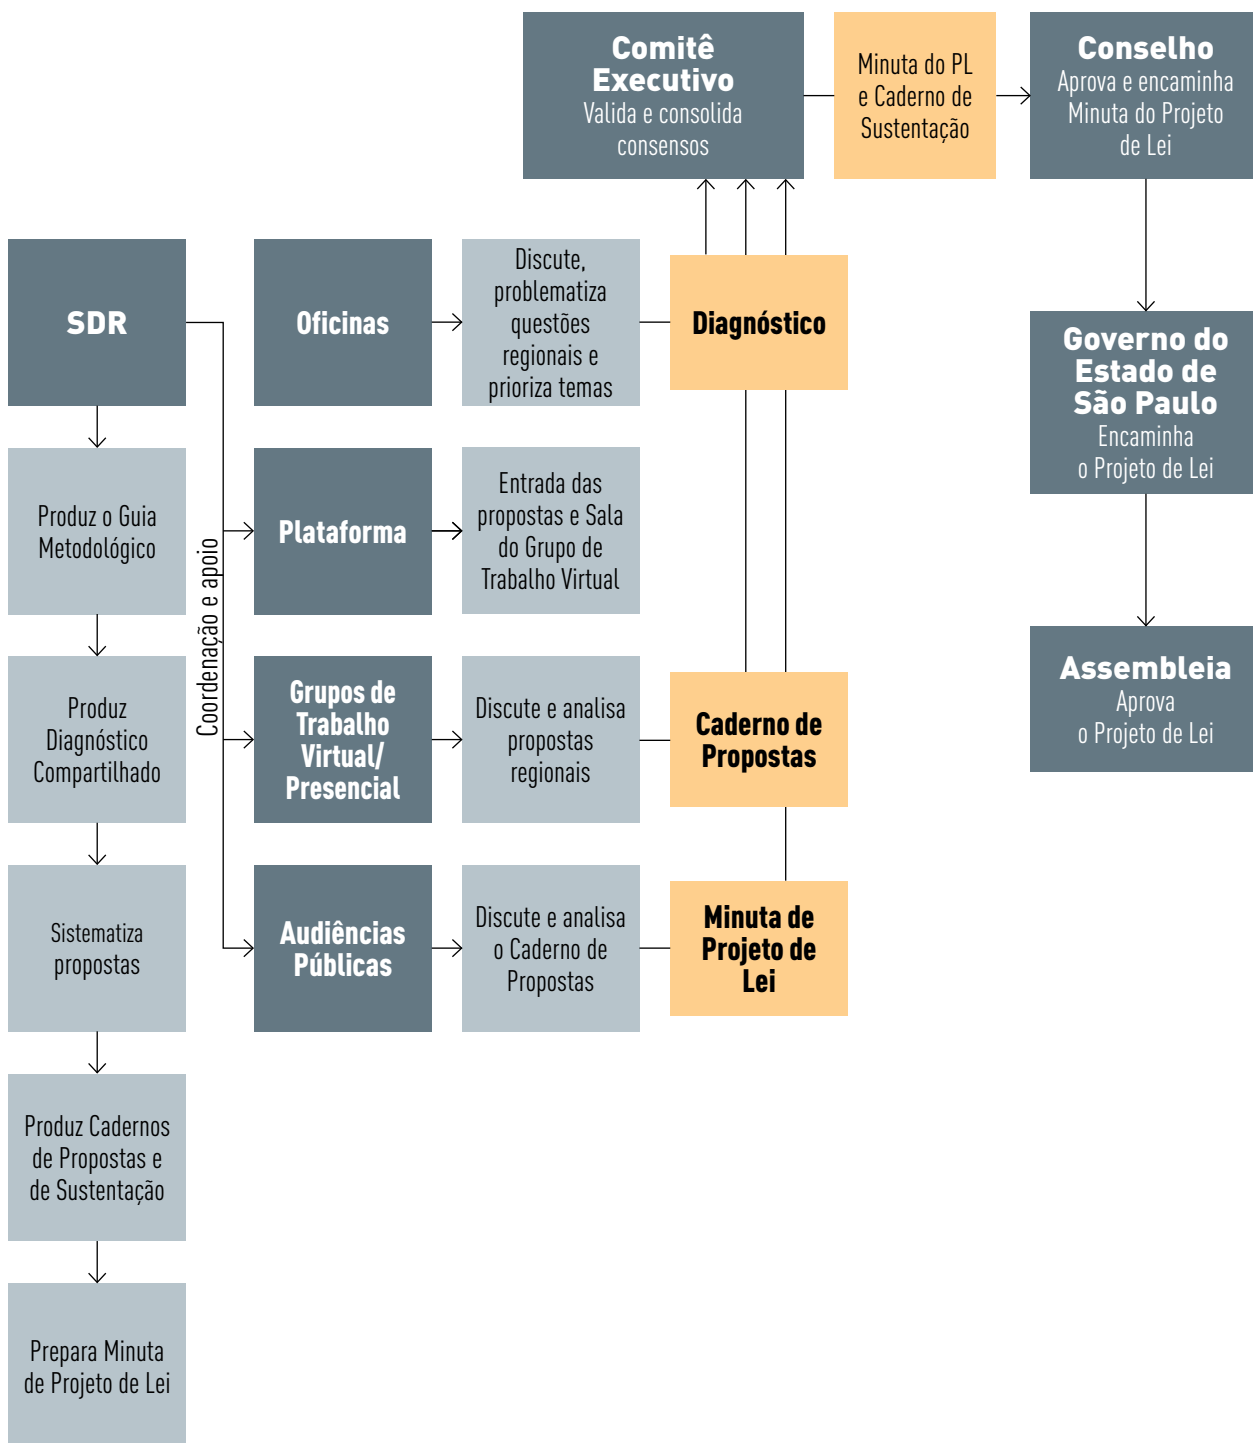 Comitê
Executivo
Valida e consolida
consensos
Minuta do PL
e Caderno de
Sustentação
Conselho
Aprova e encaminha
Minuta do Projeto
de Lei
SDR
Oficinas
Discute,
problematiza
questões
regionais e
prioriza temas
Diagnóstico
Governo do
Estado de
São Paulo
Encaminha
o Projeto de Lei
Produz o Guia
Metodológico
Coordenação e apoio
Plataforma
Entrada das
propostas e Sala
do Grupo de
Trabalho Virtual
Produz
Diagnóstico
Compartilhado
Grupos de
Trabalho
Virtual/
Presencial
Discute e analisa
propostas
regionais
Caderno de
Propostas
Assembleia
Aprova
o Projeto de Lei
Sistematiza
propostas
Audiências
Públicas
Discute e analisa
o Caderno de
Propostas
Minuta de
Projeto de
Lei
Produz Cadernos
de Propostas e
de Sustentação
Prepara Minuta
de Projeto de Lei